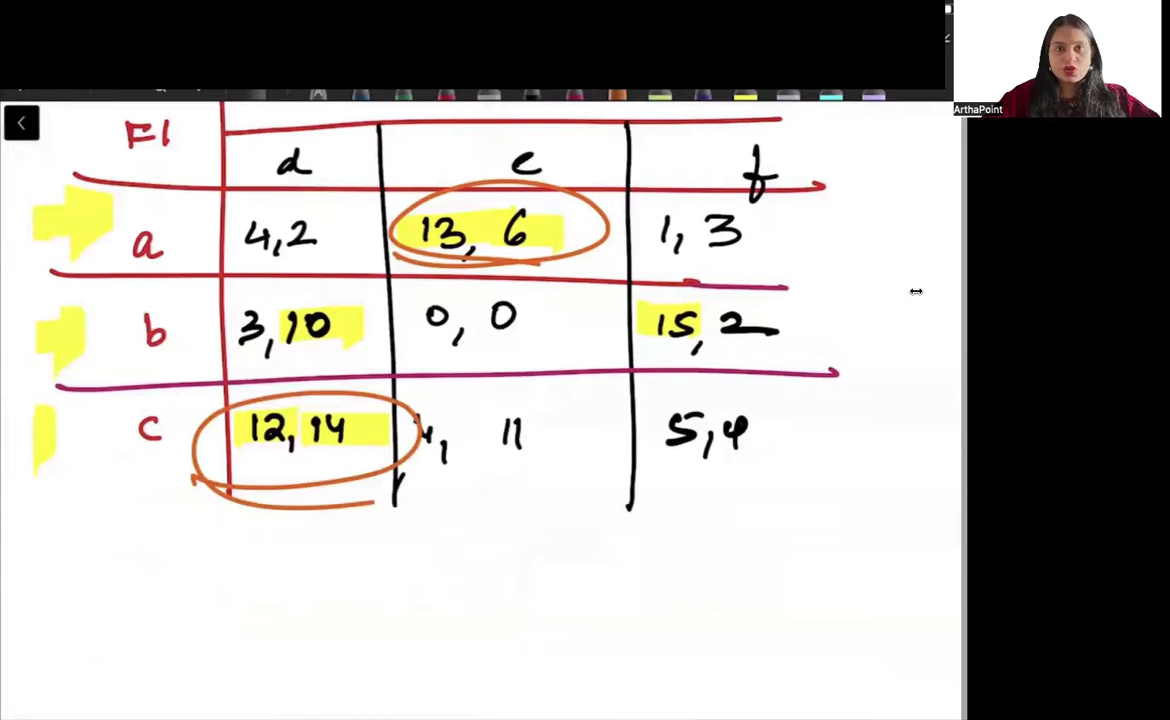 ArthaPoint
F1 d e f
a 4,2 13, 6 1, 3
b 3,10 0, 0 15, 2
c 12,14 , 11 5,4